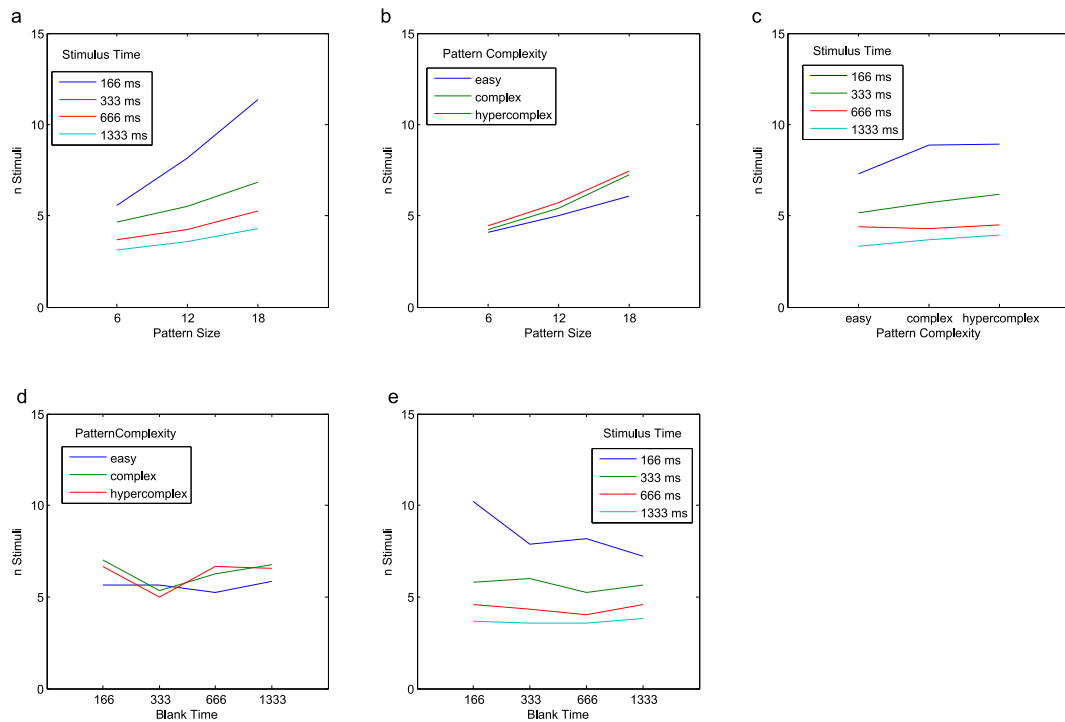 a
15
10
5
0
n Stimuli
Stimulus Time
166 ms
333 ms
666 ms
1333 ms
6 12 18
Pattern Size
b
15
10
5
0
n Stimuli
Pattern Complexity
easy
complex
hypercomplex
6 12 18
Pattern Size
c
15
10
5
0
n Stimuli
Stimulus Time
166 ms
333 ms
666 ms
1333 ms
easy complex hypercomplex
Pattern Complexity
d
15
10
5
0
n Stimuli
PatternComplexity
easy
complex
hypercomplex
166 333 666 1333
Blank Time
e
15
10
5
0
n Stimuli
Stimulus Time
166 ms
333 ms
666 ms
1333 ms
166 333 666 1333
Blank Time